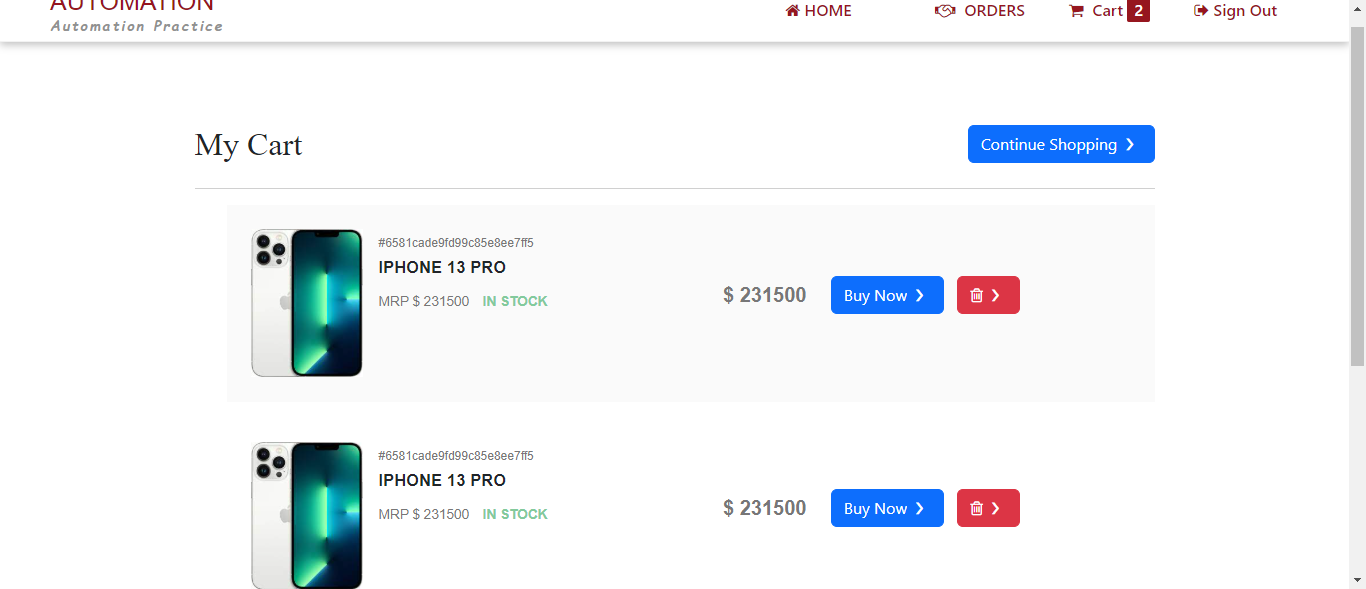 AUTOMATION
Automation Practice
HOME
ORDERS
Cart 2
Sign Out
My Cart
Continue Shopping
#6581cade9fd99c85e8ee7ff5
IPHONE 13 PRO
MRP $ 231500 IN STOCK
$ 231500
Buy Now
#6581cade9fd99c85e8ee7ff5
IPHONE 13 PRO
MRP $ 231500 IN STOCK
$ 231500
Buy Now